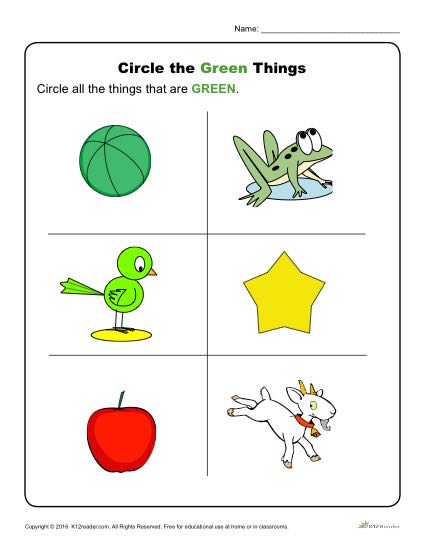 Name: ______________________________
Circle the Green Things
Circle all the things that are GREEN.
Copyright © 2016 K12reader.com. All Rights Reserved. Free for educational use at home or in classrooms.
K12Reader